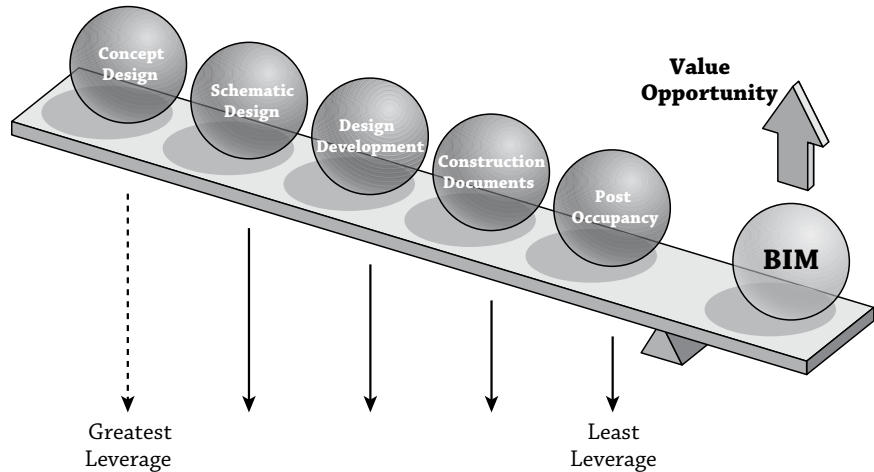 Concept
Design
Schematic
Design
Design
Development
Construction
Documents
Post
Occupancy
BIM
Value
Opportunity
Greatest
Leverage
Least
Leverage